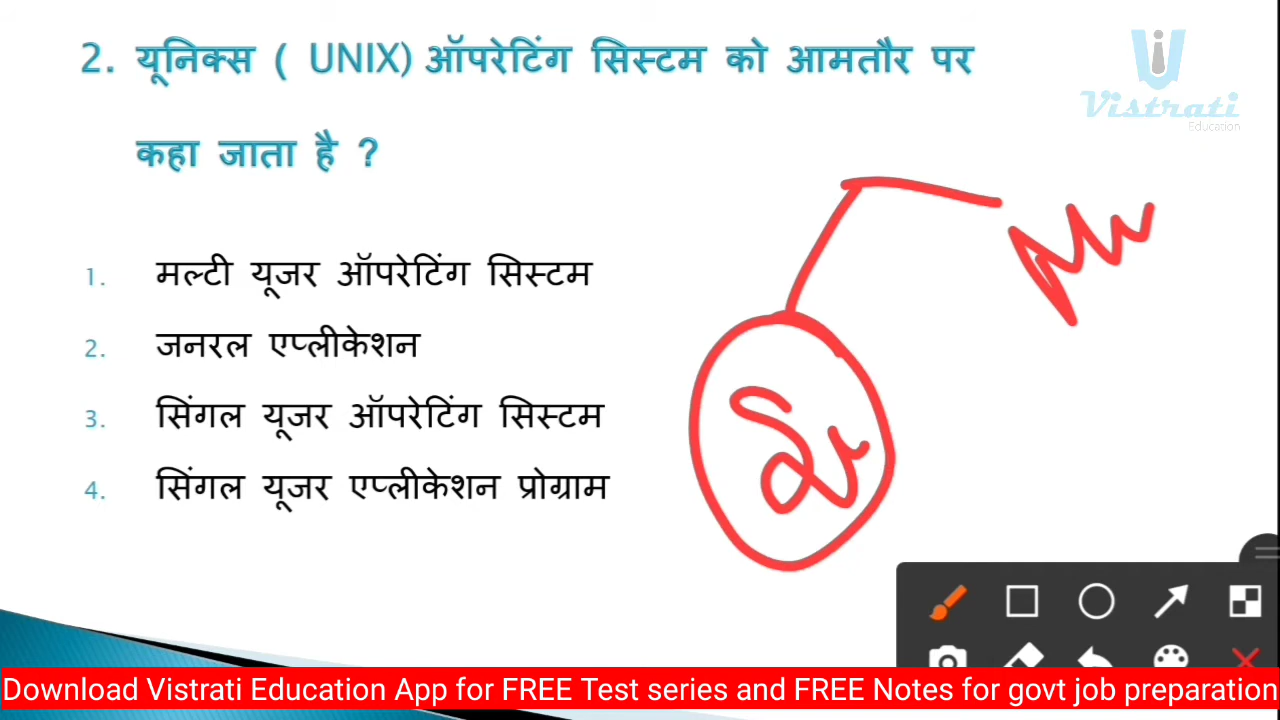 2. यूनिक्स ( UNIX) ऑपरेटिंग सिस्टम को आमतौर पर
कहा जाता है ?
Vistrati
Education
1. मल्टी यूजर ऑपरेटिंग सिस्टम
2. जनरल एप्लीकेशन
3. सिंगल यूजर ऑपरेटिंग सिस्टम
4. सिंगल यूजर एप्लीकेशन प्रोग्राम
Download Vistrati Education App for FREE Test series and FREE Notes for govt job preparation